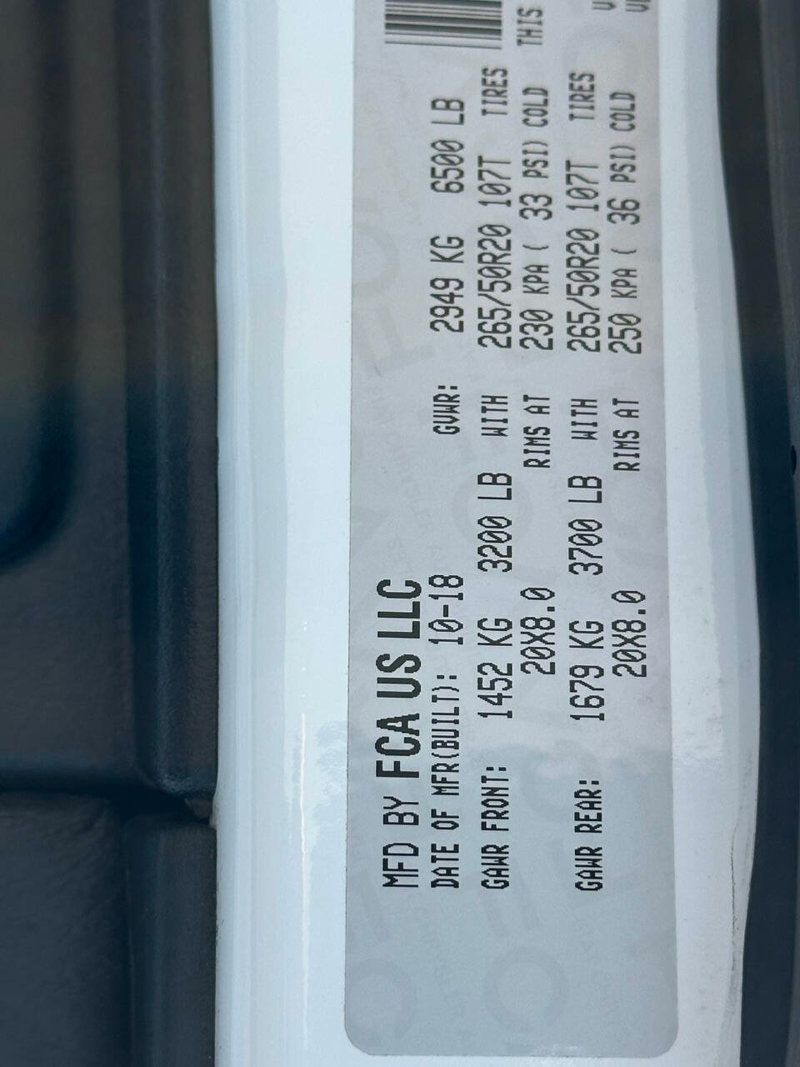 MFD BY FCA US LLC
DATE OF MFR(BUILT): 10-18 GVWR: 2949 KG 6500 LB
GAWR FRONT: 1452 KG 3200 LB WITH 265/50R20 107T TIRES
20X8.0 RIMS AT 230 KPA ( 33 PSI) COLD
THIS
GAWR REAR: 1679 KG 3700 LB WITH 265/50R20 107T TIRES
20X8.0 RIMS AT 250 KPA ( 36 PSI) COLD